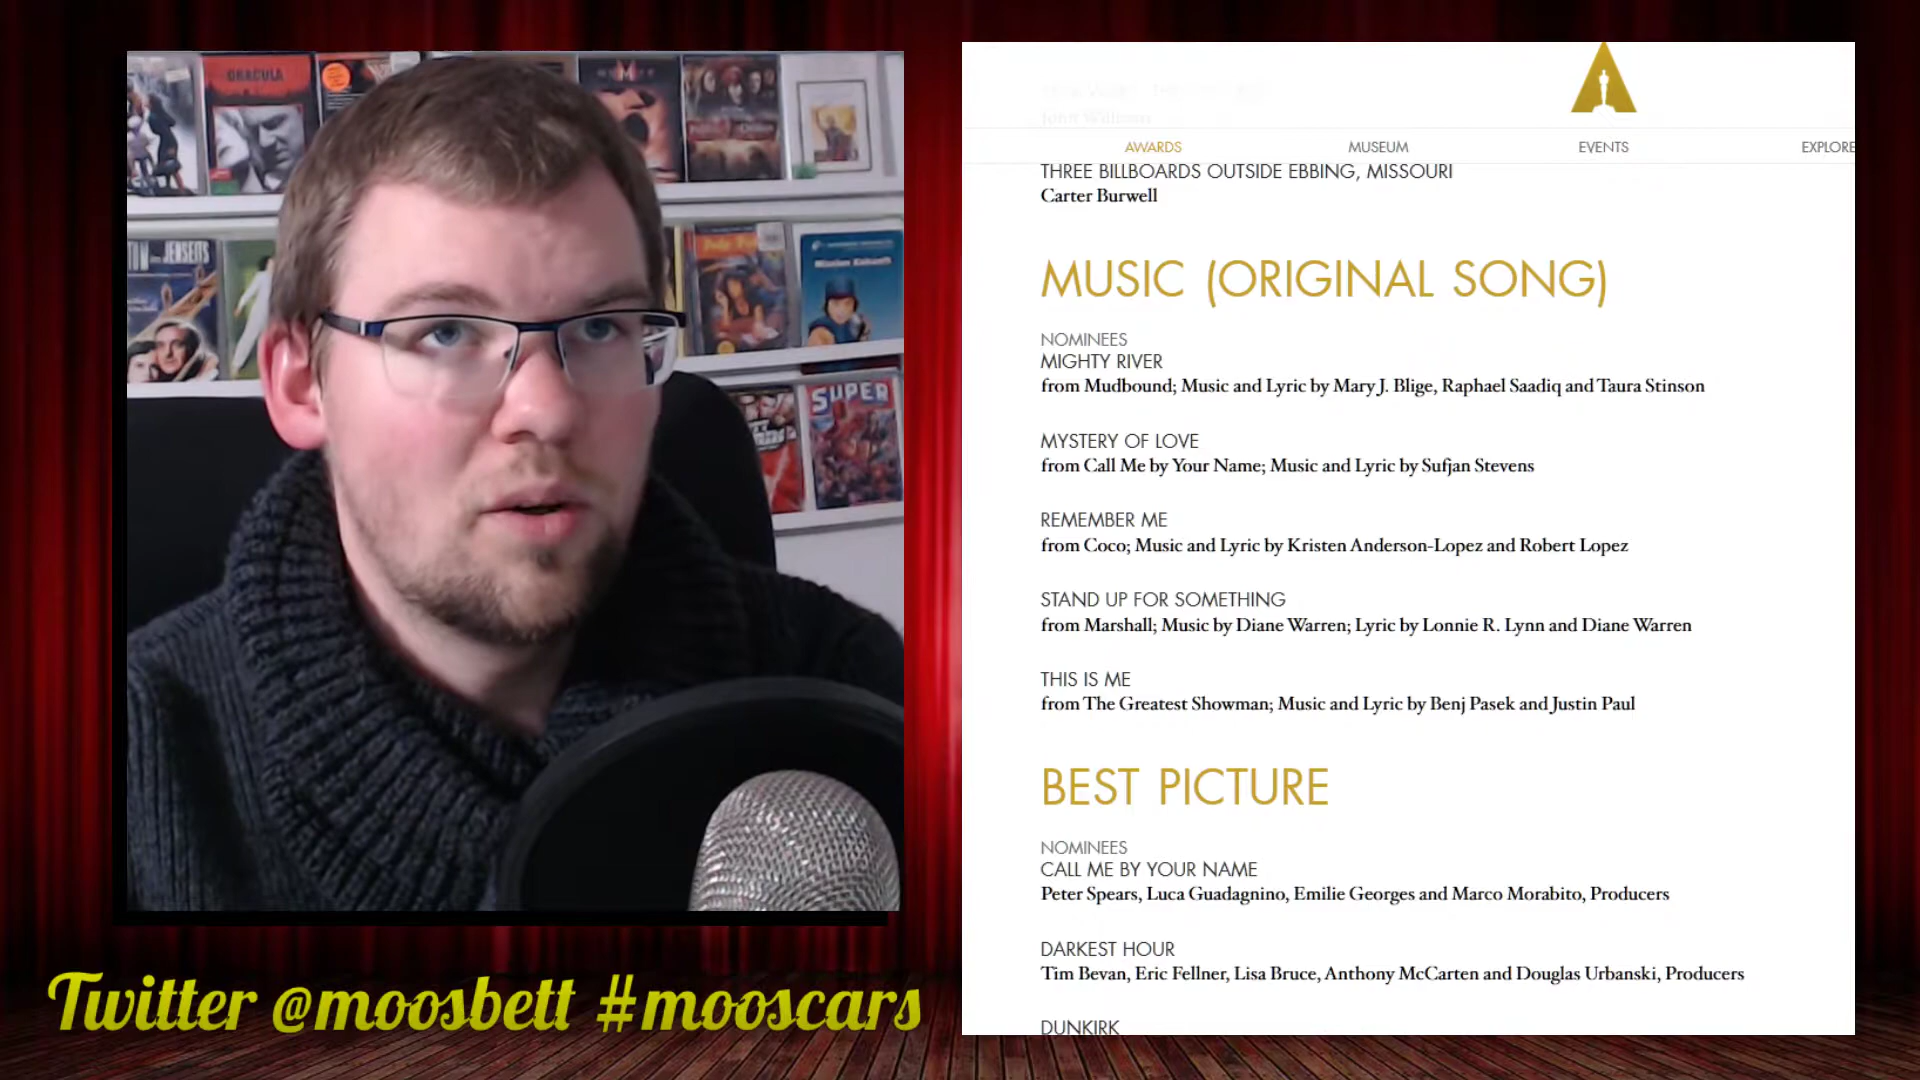 DRACULA
TOM JENSEITS
SUPER
John Williams
AWARDS MUSEUM EVENTS EXPLORE
THREE BILLBOARDS OUTSIDE EBBING, MISSOURI
Carter Burwell
MUSIC (ORIGINAL SONG)
NOMINEES
MIGHTY RIVER
from Mudbound; Music and Lyric by Mary J. Blige, Raphael Saadiq and Taura Stinson
MYSTERY OF LOVE
from Call Me by Your Name; Music and Lyric by Sufjan Stevens
REMEMBER ME
from Coco; Music and Lyric by Kristen Anderson-Lopez and Robert Lopez
STAND UP FOR SOMETHING
from Marshall; Music by Diane Warren; Lyric by Lonnie R. Lynn and Diane Warren
THIS IS ME
from The Greatest Showman; Music and Lyric by Benj Pasek and Justin Paul
BEST PICTURE
NOMINEES
CALL ME BY YOUR NAME
Peter Spears, Luca Guadagnino, Emilie Georges and Marco Morabito, Producers
DARKEST HOUR
Tim Bevan, Eric Fellner, Lisa Bruce, Anthony McCarten and Douglas Urbanski, Producers
DUNKIRK
Twitter @moosbett #mooscars